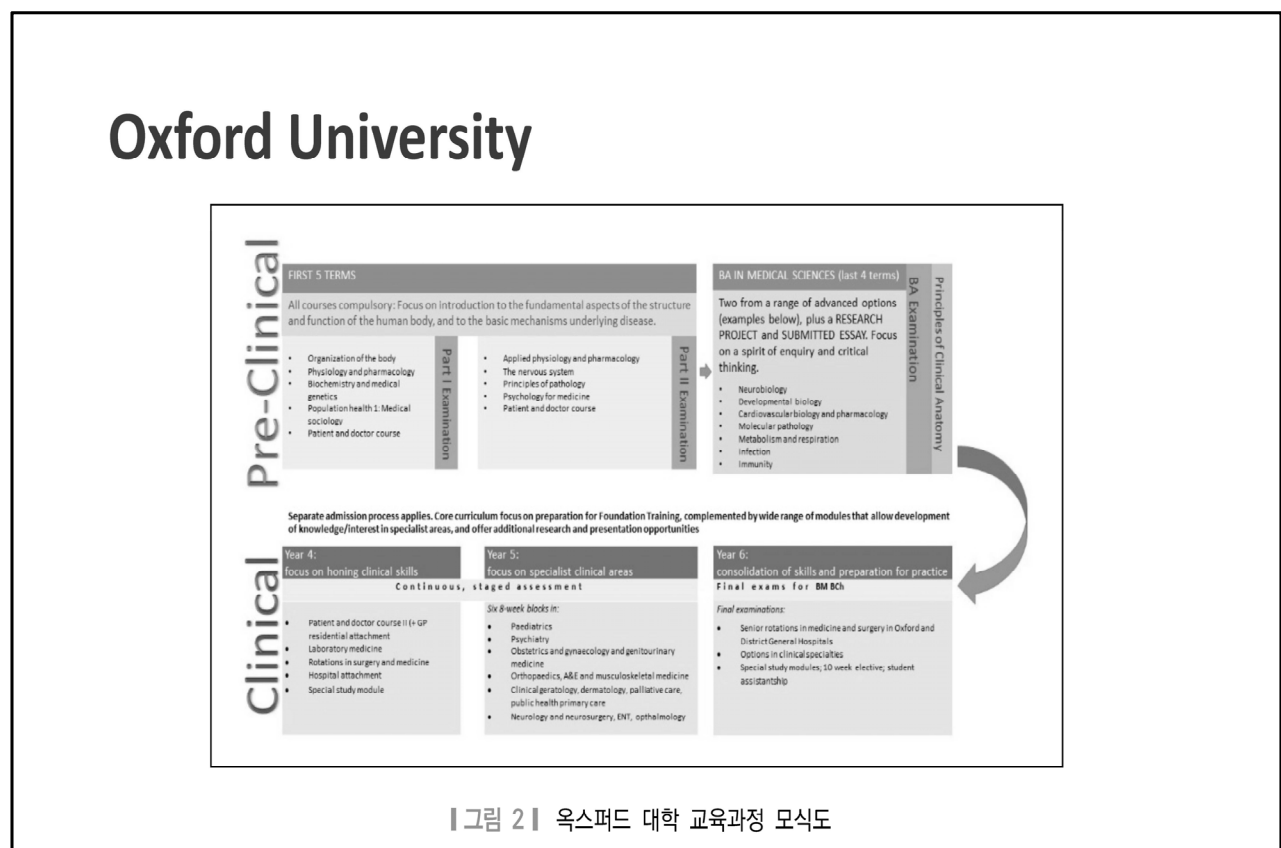 Oxford University
Pre-Clinical
FIRST 5 TERMS
All courses compulsory: Focus on introduction to the fundamental aspects of the structure
and function of the human body, and to the basic mechanisms underlying disease.
• Organization of the body
• Physiology and pharmacology
• Biochemistry and medical
genetics
• Population health 1: Medical
sociology
• Patient and doctor course
Part I Examination
• Applied physiology and pharmacology
• The nervous system
• Principles of pathology
• Psychology for medicine
• Patient and doctor course
Part II Examination
BA IN MEDICAL SCIENCES (last 4 terms)
Two from a range of advanced options
(examples below), plus a RESEARCH
PROJECT and SUBMITTED ESSAY. Focus
on a spirit of enquiry and critical
thinking.
• Neurobiology
• Developmental biology
• Cardiovascular biology and pharmacology
• Molecular pathology
• Metabolism and respiration
• Infection
• Immunity
BA Examination
Principles of Clinical Anatomy
Separate admission process applies. Core curriculum focus on preparation for Foundation Training, complemented by wide range of modules that allow development
of knowledge/interest in specialist areas, and offer additional research and presentation opportunities
Clinical
Year 4:
focus on honing clinical skills
Year 5:
focus on specialist clinical areas
Continuous, staged assessment
• Patient and doctor course II (+ GP
residential attachment
• Laboratory medicine
• Rotations in surgery and medicine
• Hospital attachment
• Special study module
Six 8-week blocks in:
• Paediatrics
• Psychiatry
• Obstetrics and gynaecology and genitourinary
medicine
• Orthopaedics, A&E and musculoskeletal medicine
• Clinical geratology, dermatology, palliative care,
public health primary care
• Neurology and neurosurgery, ENT, opthalmology
Year 6:
consolidation of skills and preparation for practice
Final exams for BM BCh
Final examinations:
• Senior rotations in medicine and surgery in Oxford and
District General Hospitals
• Options in clinical specialties
• Special study modules; 10 week elective; student
assistantship
┃그림 2┃ 옥스퍼드 대학 교육과정 모식도